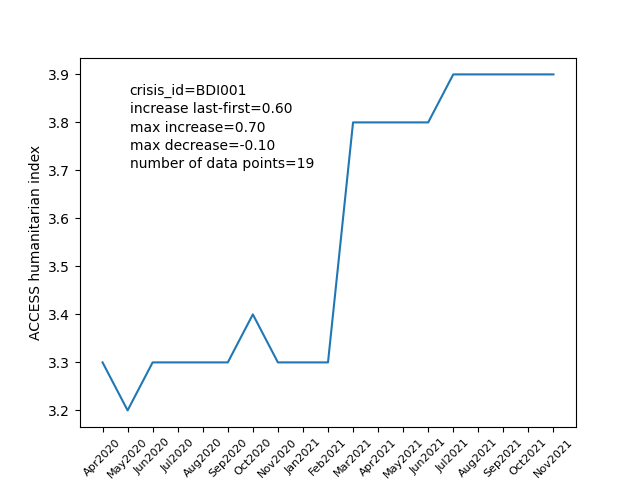 crisis_id=BDI001
increase last-first=0.60
max increase=0.70
max decrease=-0.10
number of data points=19
ACCESS humanitarian index
3.9
3.8
3.7
3.6
3.5
3.4
3.3
3.2
Apr2020
May2020
Jun2020
Jul2020
Aug2020
Sep2020
Oct2020
Nov2020
Jan2021
Feb2021
Mar2021
Apr2021
May2021
Jun2021
Jul2021
Aug2021
Sep2021
Oct2021
Nov2021